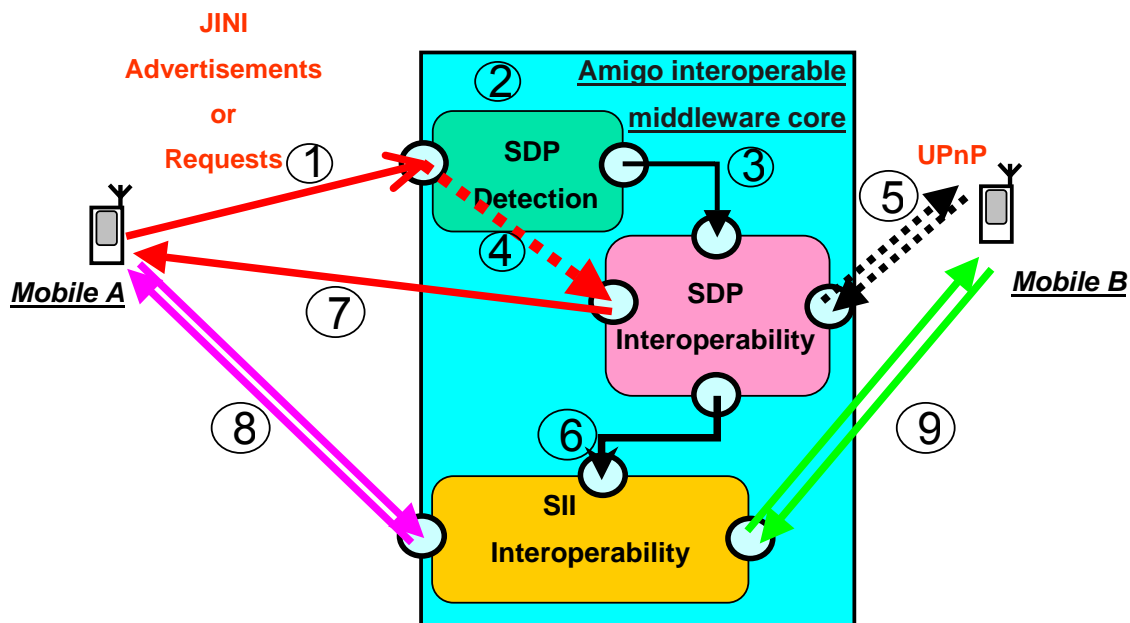 JINI
Advertisements
or
Requests
1
2
Amigo interoperable
middleware core
SDP
Detection
3
4
UPnP
5
Mobile A
Mobile B
SDP
Interoperability
7
6
8
9
SII
Interoperability